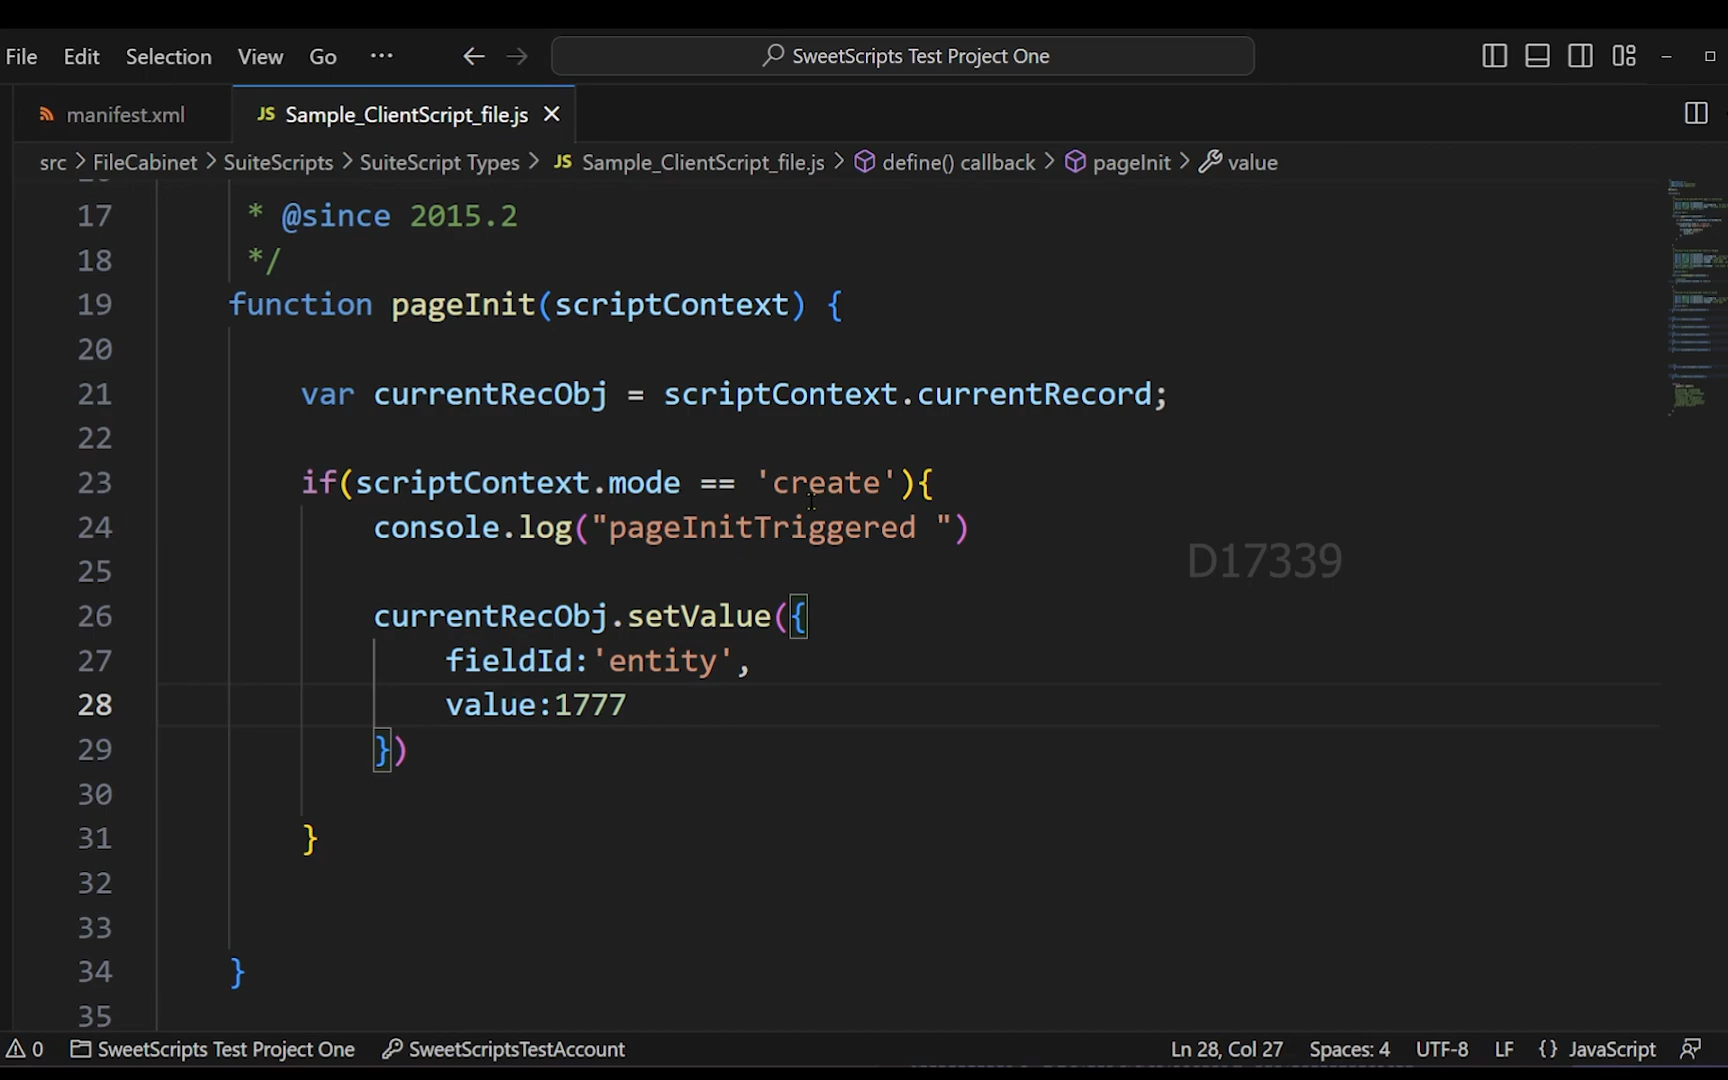 File Edit Selection View Go ··· SweetScripts Test Project One
manifest.xml JS Sample_ClientScript_file.js
src > FileCabinet > SuiteScripts > SuiteScript Types > JS Sample_ClientScript_file.js > define() callback > pageInit > value
17 * @since 2015.2
18 */
19 function pageInit(scriptContext) {
20
21 var currentRecObj = scriptContext.currentRecord;
22
23 if(scriptContext.mode == 'create'){
24 console.log("pageInitTriggered ")
25
D17339
26 currentRecObj.setValue({
27 fieldId:'entity',
28 value:1777
29 })
30
31 }
32
33
34 }
35
0 SweetScripts Test Project One SweetScriptsTestAccount Ln 28, Col 27 Spaces: 4 UTF-8 LF {} JavaScript